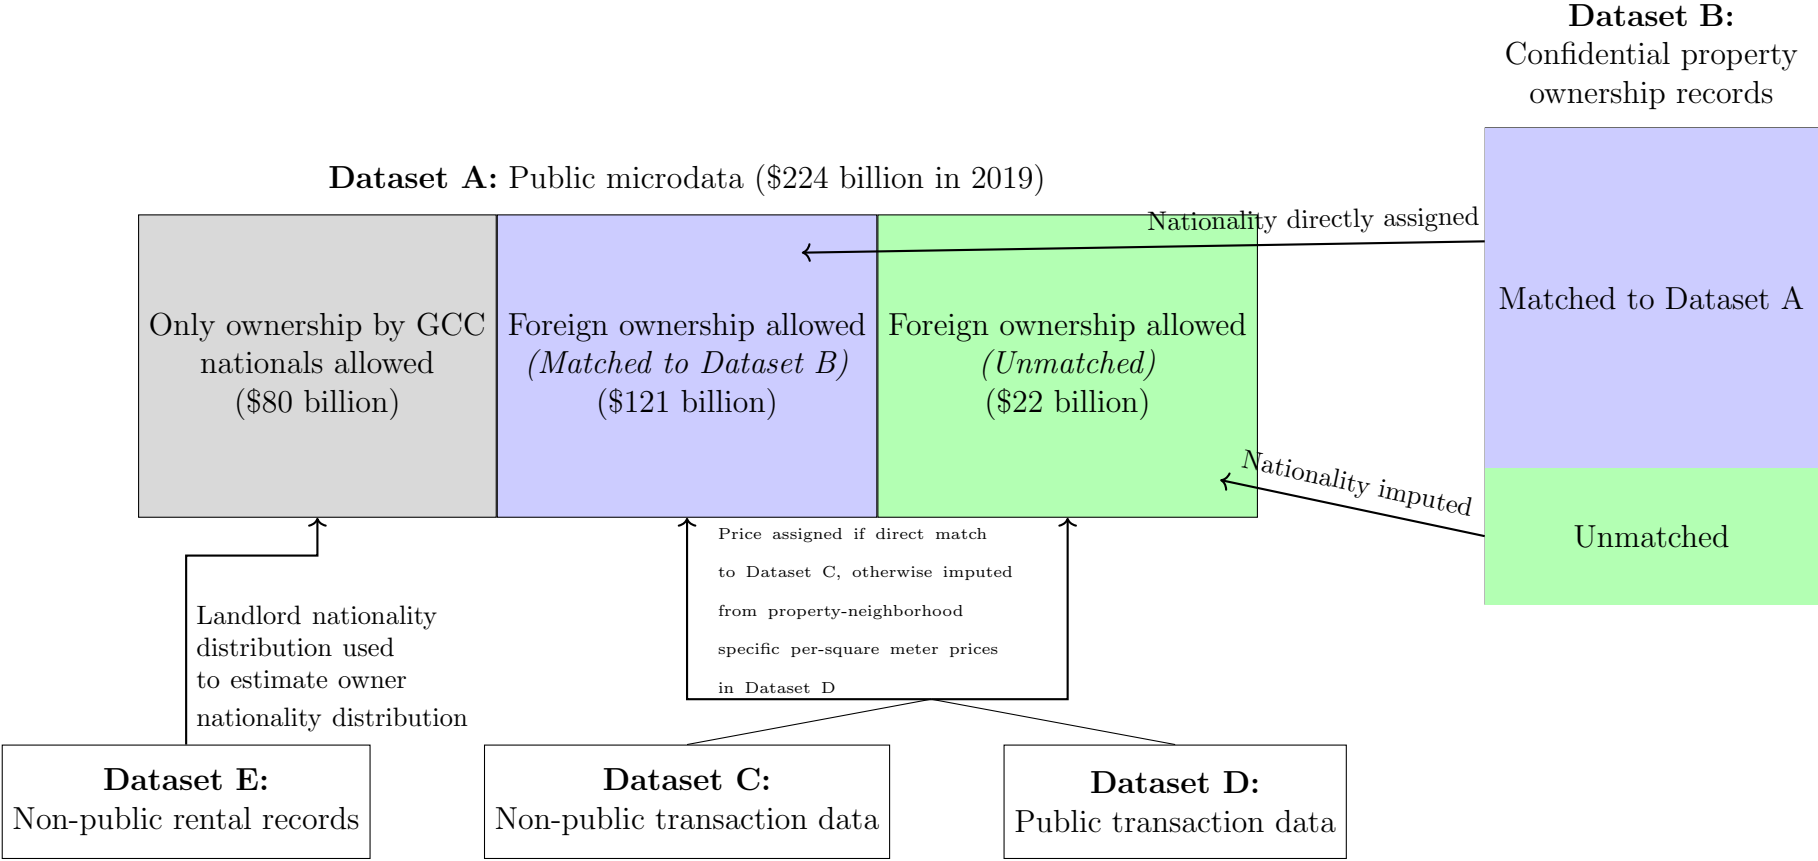 Dataset B:
Confidential property
ownership records
Dataset A: Public microdata ($224 billion in 2019)
Nationality directly assigned
Only ownership by GCC
nationals allowed
($80 billion)
Foreign ownership allowed
(Matched to Dataset B)
($121 billion)
Foreign ownership allowed
(Unmatched)
($22 billion)
Matched to Dataset A
Nationality imputed
Unmatched
Price assigned if direct match
to Dataset C, otherwise imputed
from property-neighborhood
specific per-square meter prices
in Dataset D
Landlord nationality
distribution used
to estimate owner
nationality distribution
Dataset E:
Non-public rental records
Dataset C:
Non-public transaction data
Dataset D:
Public transaction data